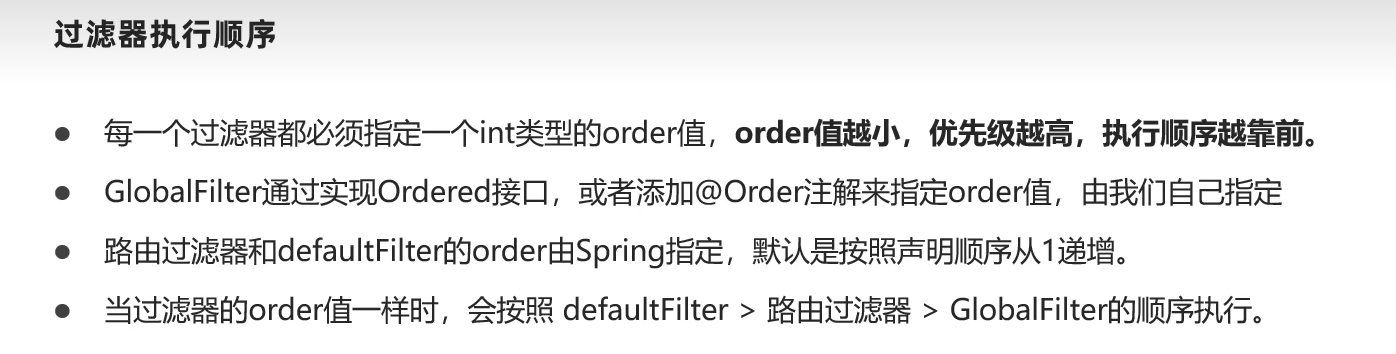 过滤器执行顺序
● 每一个过滤器都必须指定一个int类型的order值，order值越小，优先级越高，执行顺序越靠前。
● GlobalFilter通过实现Ordered接口，或者添加@Order注解来指定order值，由我们自己指定
● 路由过滤器和defaultFilter的order由Spring指定，默认是按照声明顺序从1递增。
● 当过滤器的order值一样时，会按照 defaultFilter > 路由过滤器 > GlobalFilter的顺序执行。